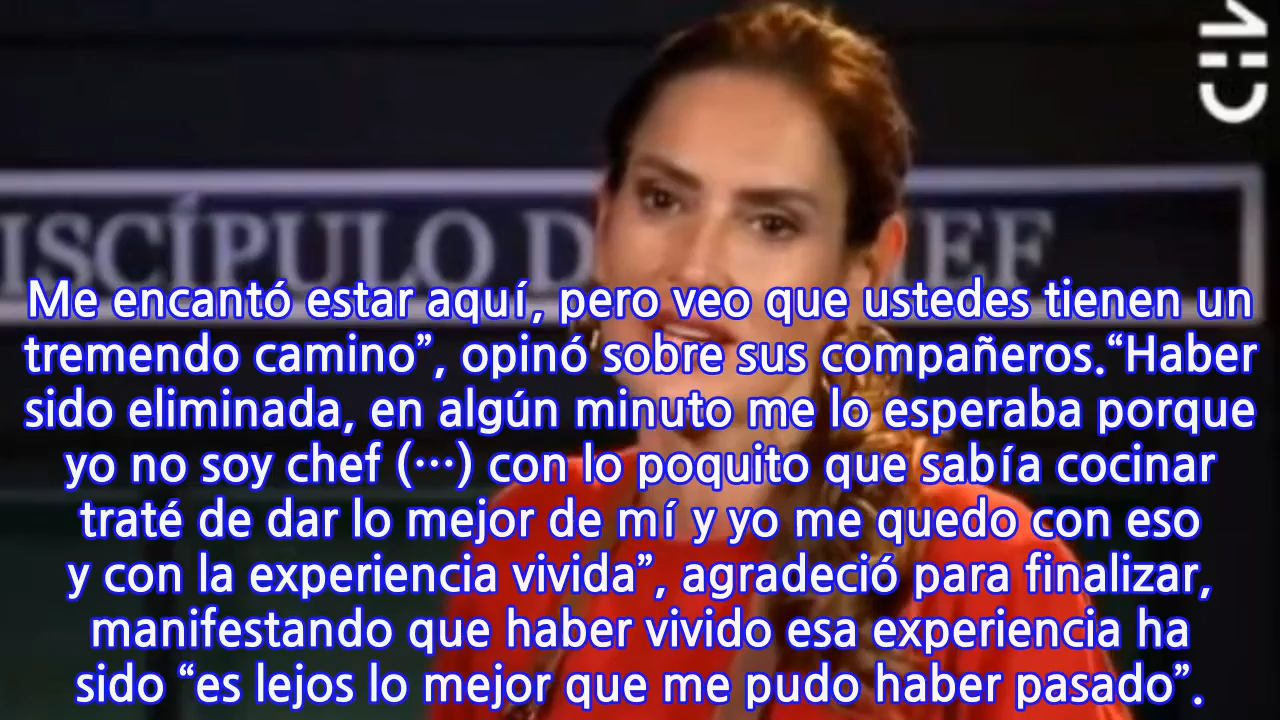 CHV
ISCÍPULO D HEF
Me encantó estar aquí, pero veo que ustedes tienen un
tremendo camino”, opinó sobre sus compañeros.“Haber
sido eliminada, en algún minuto me lo esperaba porque
yo no soy chef (···) con lo poquito que sabía cocinar
traté de dar lo mejor de mí y yo me quedo con eso
y con la experiencia vivida”, agradeció para finalizar,
manifestando que haber vivido esa experiencia ha
sido “es lejos lo mejor que me pudo haber pasado”.